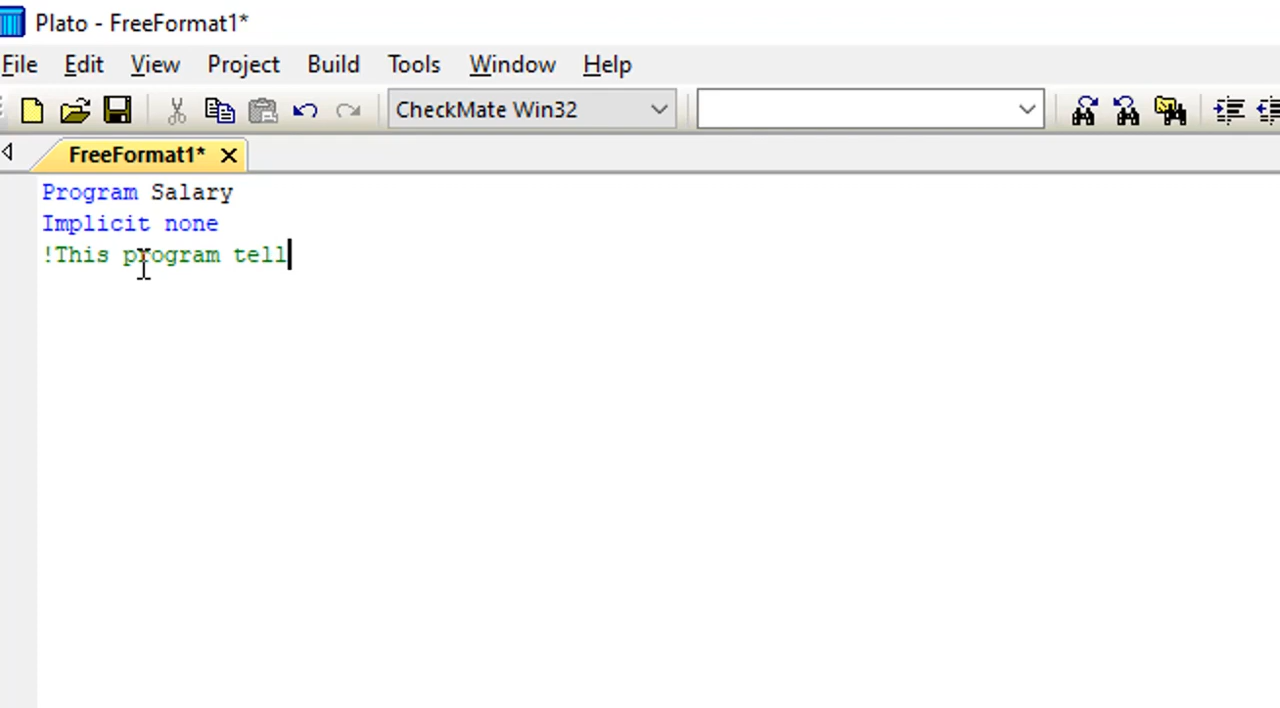 Plato - FreeFormat1*
File Edit View Project Build Tools Window Help
CheckMate Win32
FreeFormat1*
Program Salary
Implicit none
!This program tell